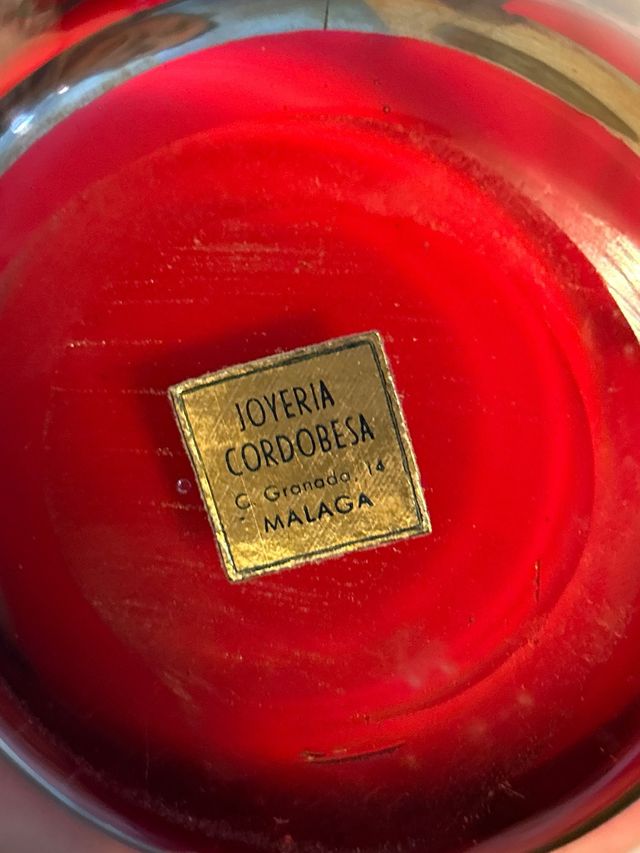 JOYERIA
CORDOBESA
C. Granada, 14
MALAGA